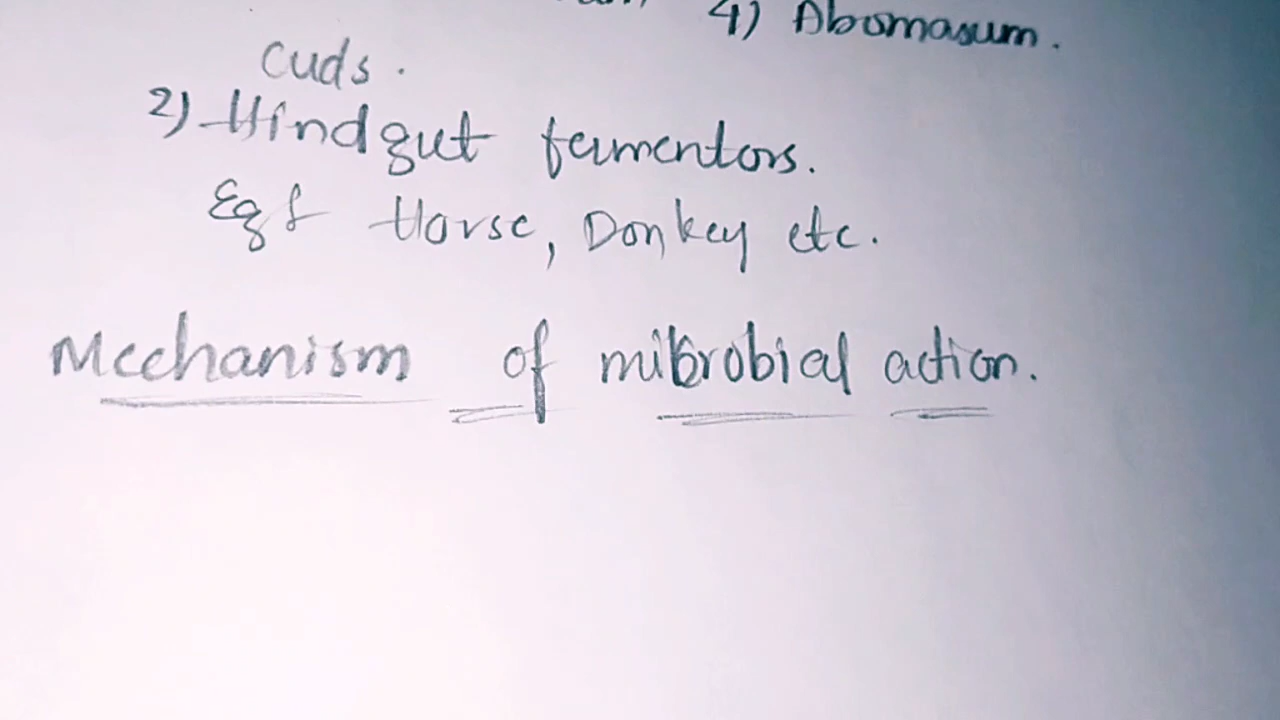 4) Abomasum.
Cuds.
2) Hindgut fermentors.
Eg: Horse, Donkey etc.
Mechanism of microbial action.